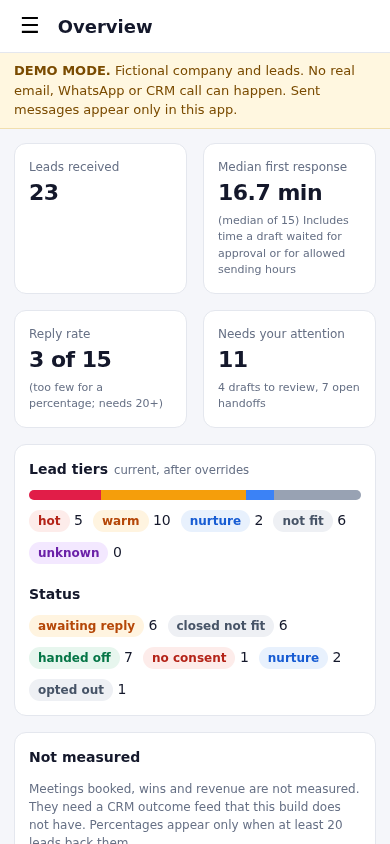 ☰ Overview
DEMO MODE. Fictional company and leads. No real
email, WhatsApp or CRM call can happen. Sent
messages appear only in this app.
Leads received
23
Median first response
16.7 min
(median of 15) Includes
time a draft waited for
approval or for allowed
sending hours
Reply rate
3 of 15
(too few for a
percentage; needs 20+)
Needs your attention
11
4 drafts to review, 7 open
handoffs
Lead tiers current, after overrides
hot 5 warm 10 nurture 2 not fit 6
unknown 0
Status
awaiting reply 6 closed not fit 6
handed off 7 no consent 1 nurture 2
opted out 1
Not measured
Meetings booked, wins and revenue are not measured.
They need a CRM outcome feed that this build does
not have. Percentages appear only when at least 20
leads back them.